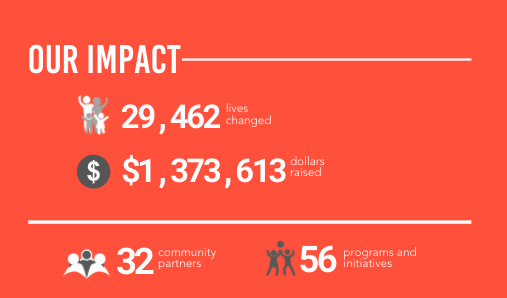 OUR IMPACT
29,462 lives changed
$
$1,373,613 dollars raised
32 community partners
56 programs and initiatives